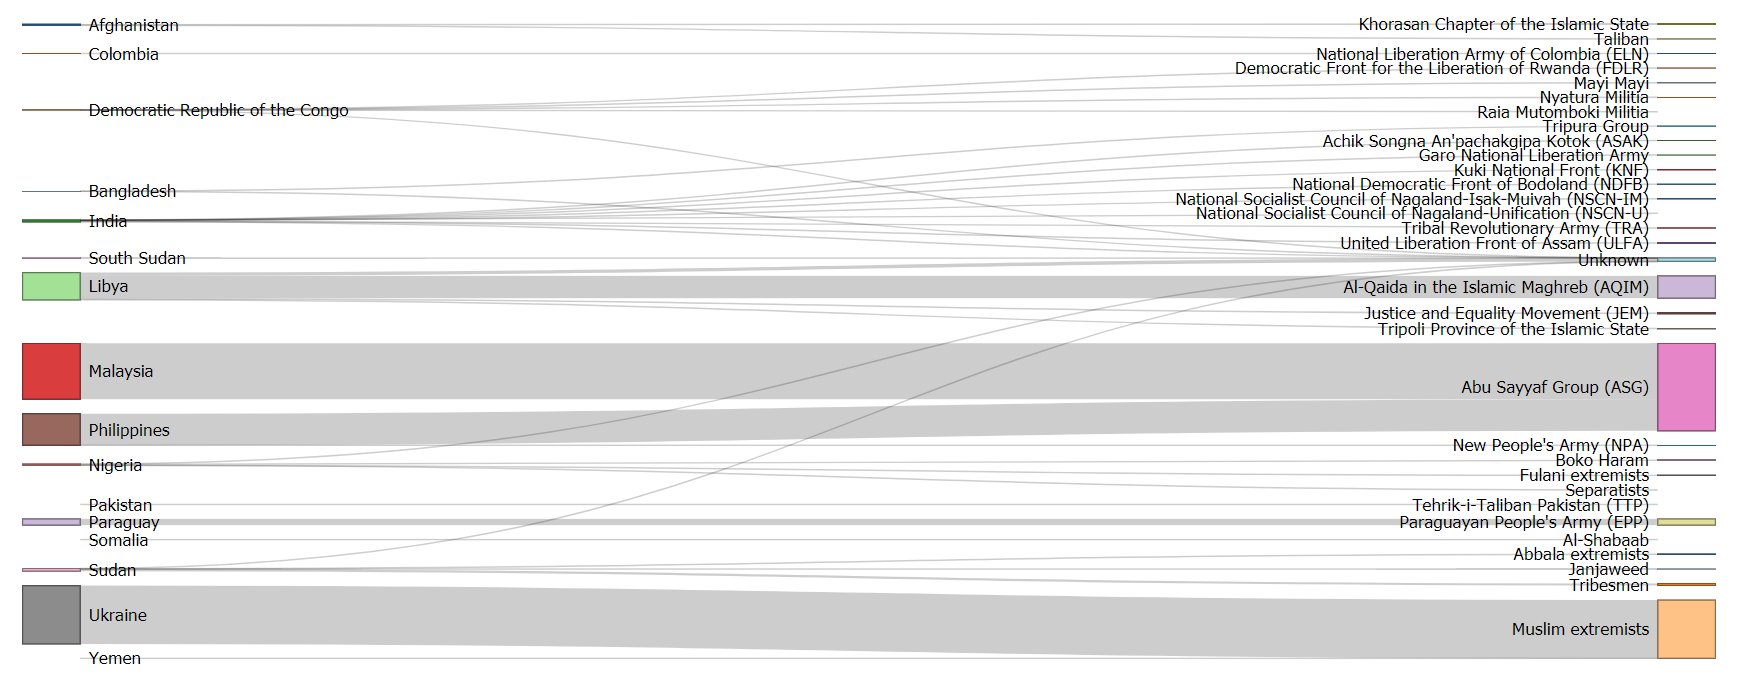 Afghanistan
Colombia
Democratic Republic of the Congo
Bangladesh
India
South Sudan
Libya
Malaysia
Philippines
Nigeria
Pakistan
Paraguay
Somalia
Sudan
Ukraine
Yemen
Khorasan Chapter of the Islamic State
Taliban
National Liberation Army of Colombia (ELN)
Democratic Front for the Liberation of Rwanda (FDLR)
Mayi Mayi
Nyatura Militia
Raia Mutomboki Militia
Tripura Group
Achik Songna An'pachakgipa Kotok (ASAK)
Garo National Liberation Army
Kuki National Front (KNF)
National Democratic Front of Bodoland (NDFB)
National Socialist Council of Nagaland-Isak-Muivah (NSCN-IM)
National Socialist Council of Nagaland-Unification (NSCN-U)
Tribal Revolutionary Army (TRA)
United Liberation Front of Assam (ULFA)
Unknown
Al-Qaida in the Islamic Maghreb (AQIM)
Justice and Equality Movement (JEM)
Tripoli Province of the Islamic State
Abu Sayyaf Group (ASG)
New People's Army (NPA)
Boko Haram
Fulani extremists
Separatists
Tehrik-i-Taliban Pakistan (TTP)
Paraguayan People's Army (EPP)
Al-Shabaab
Abbala extremists
Janjaweed
Tribesmen
Muslim extremists